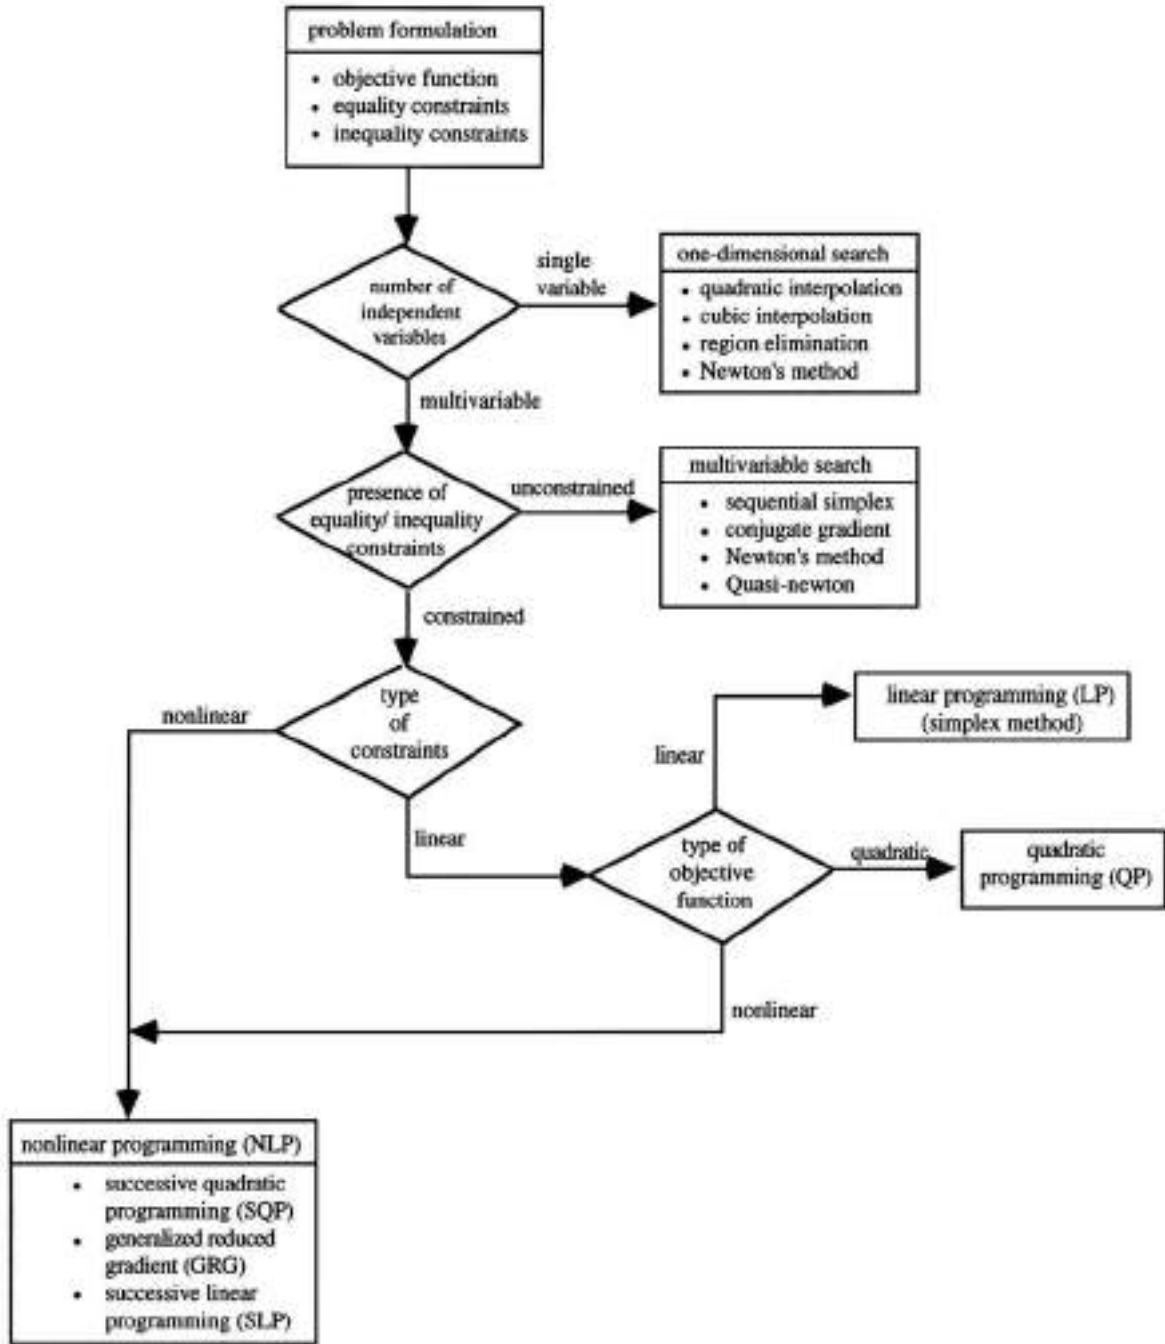 problem formulation
• objective function
• equality constraints
• inequality constraints
number of
independent
variables
single
variable
one-dimensional search
• quadratic interpolation
• cubic interpolation
• region elimination
• Newton's method
multivariable
presence of
equality/ inequality
constraints
unconstrained
multivariable search
• sequential simplex
• conjugate gradient
• Newton's method
• Quasi-newton
constrained
type
of
constraints
nonlinear
linear
type of
objective
function
linear
linear programming (LP)
(simplex method)
quadratic
quadratic
programming (QP)
nonlinear
nonlinear programming (NLP)
• successive quadratic
programming (SQP)
• generalized reduced
gradient (GRG)
• successive linear
programming (SLP)